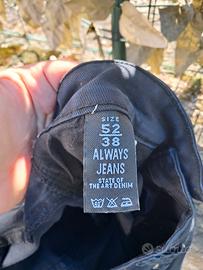 SIZE
52
38
ALWAYS
JEANS
STATE OF
THE ART DENIM